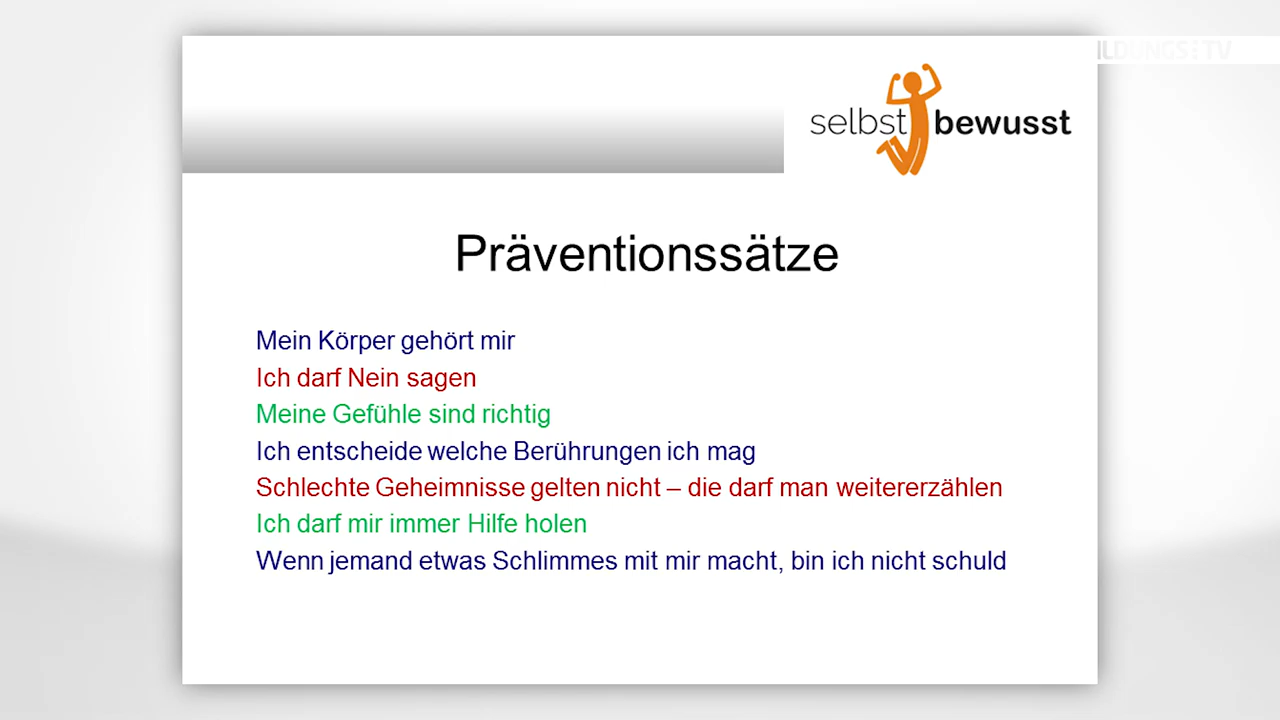 ILDUNGS TV
selbst bewusst
Präventionssätze
Mein Körper gehört mir
Ich darf Nein sagen
Meine Gefühle sind richtig
Ich entscheide welche Berührungen ich mag
Schlechte Geheimnisse gelten nicht – die darf man weitererzählen
Ich darf mir immer Hilfe holen
Wenn jemand etwas Schlimmes mit mir macht, bin ich nicht schuld